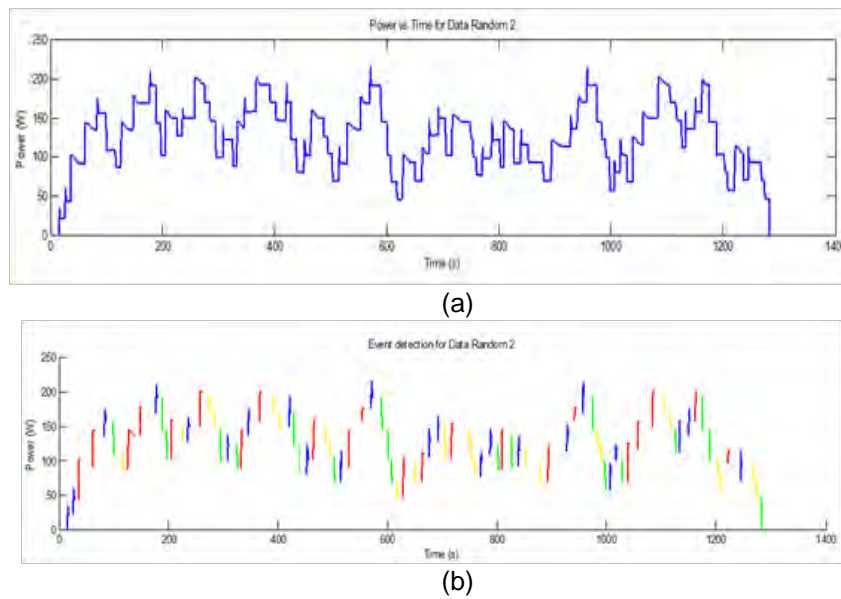 Power vs Time for Data Random 2
250
200
150
100
50
0
Power (W)
0 200 400 600 800 1000 1200 1400
Time (s)
(a)
Event detection for Data Random 2
250
200
150
100
50
0
Power (W)
0 200 400 600 800 1000 1200 1400
Time (s)
(b)